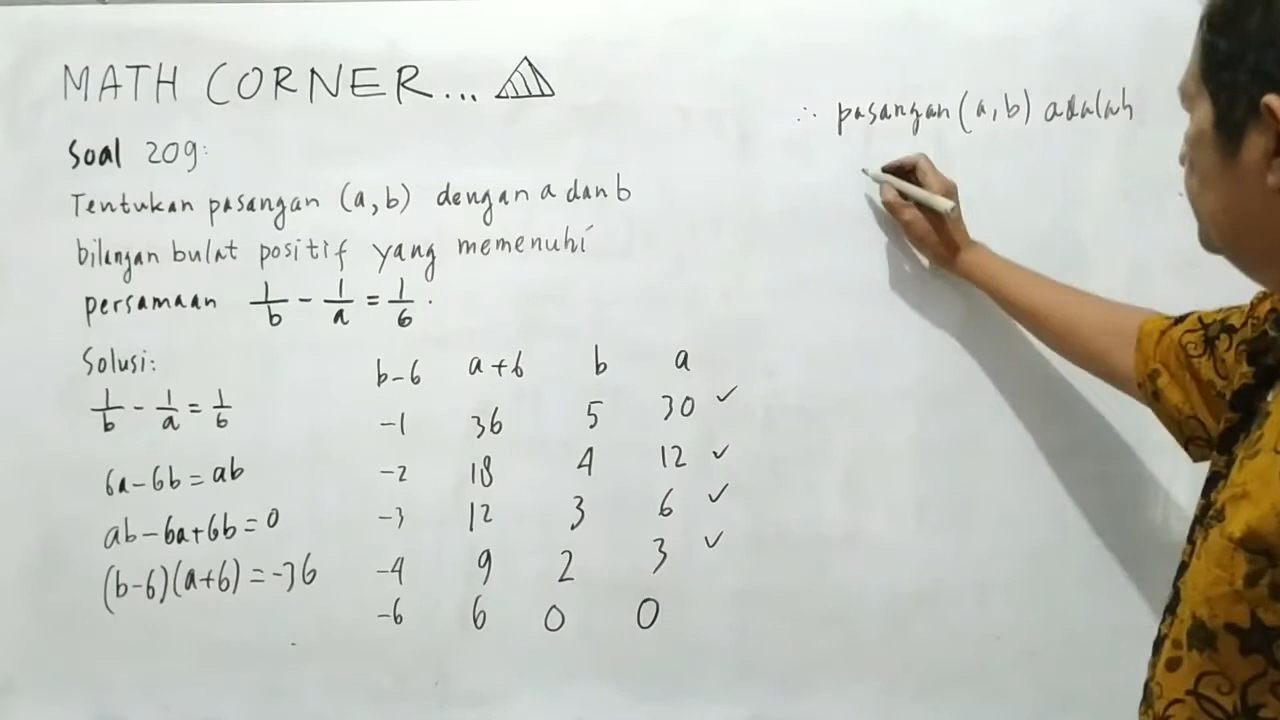 MATH CORNER...
Soal 209:
Tentukan pasangan (a,b) dengan a dan b
bilangan bulat positif yang memenuhi
persamaan 1/b - 1/a = 1/6.
Solusi:
1/b - 1/a = 1/6
6a-6b=ab
ab-6a+6b=0
(b-6)(a+6)=-36
b-6 a+6 b a
-1 36 5 30 ✓
-2 18 4 12 ✓
-3 12 3 6 ✓
-4 9 2 3 ✓
-6 6 0 0
∴ pasangan (a,b) adalah